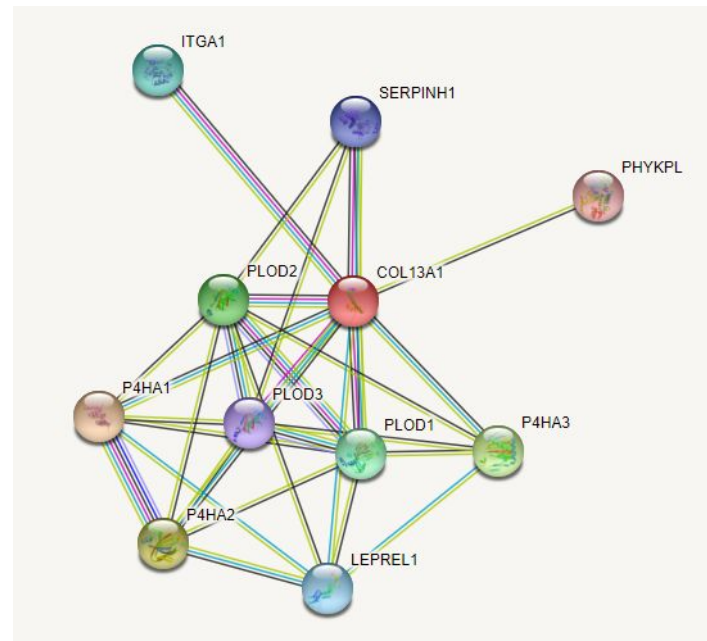 ITGA1
SERPINH1
PHYKPL
PLOD2
COL13A1
P4HA1
PLOD3
PLOD1
P4HA3
P4HA2
LEPREL1